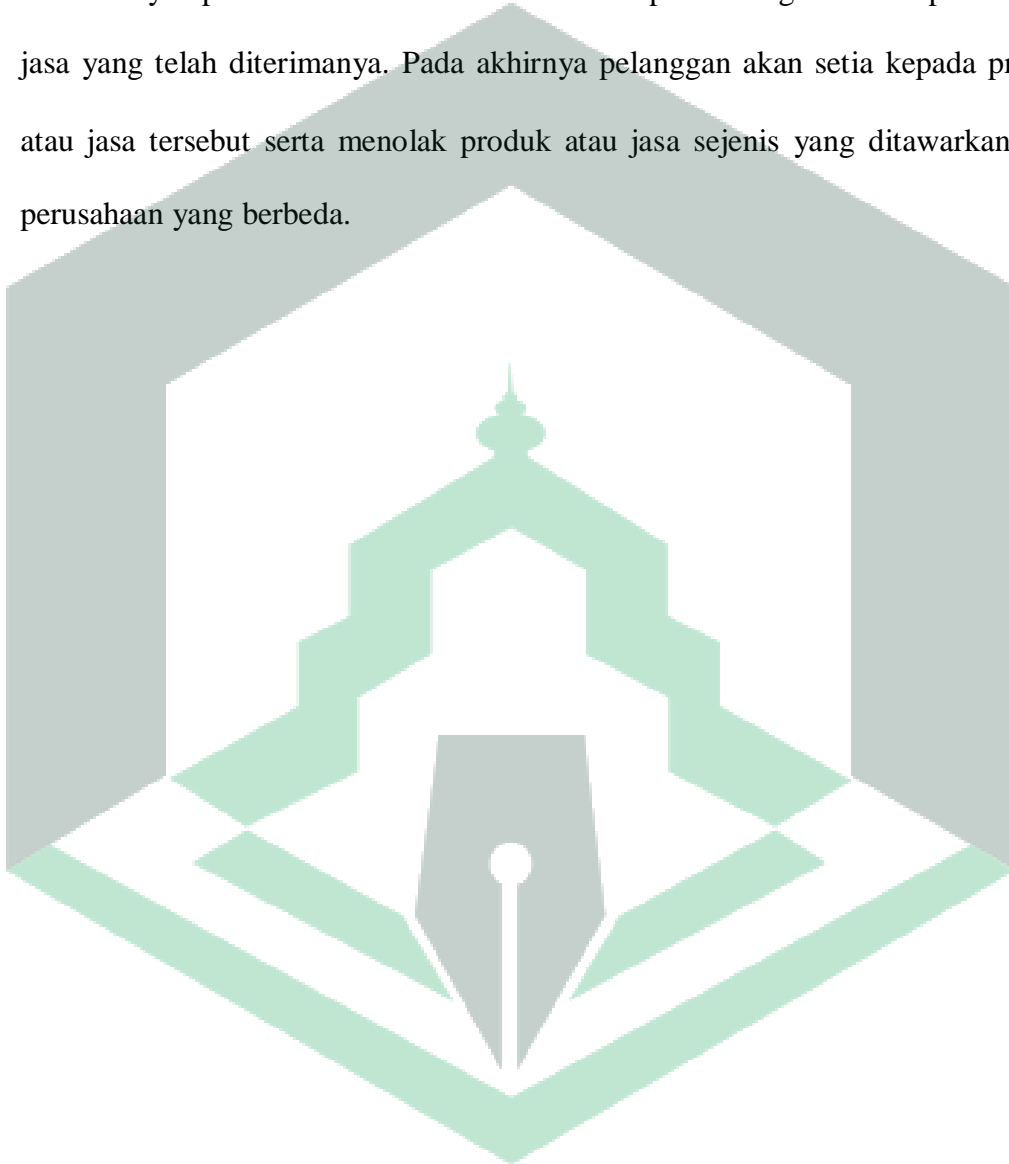 jasa yang telah diterimanya. Pada akhirnya pelanggan akan setia kepada
atau jasa tersebut serta menolak produk atau jasa sejenis yang ditawarkan
perusahaan yang berbeda.